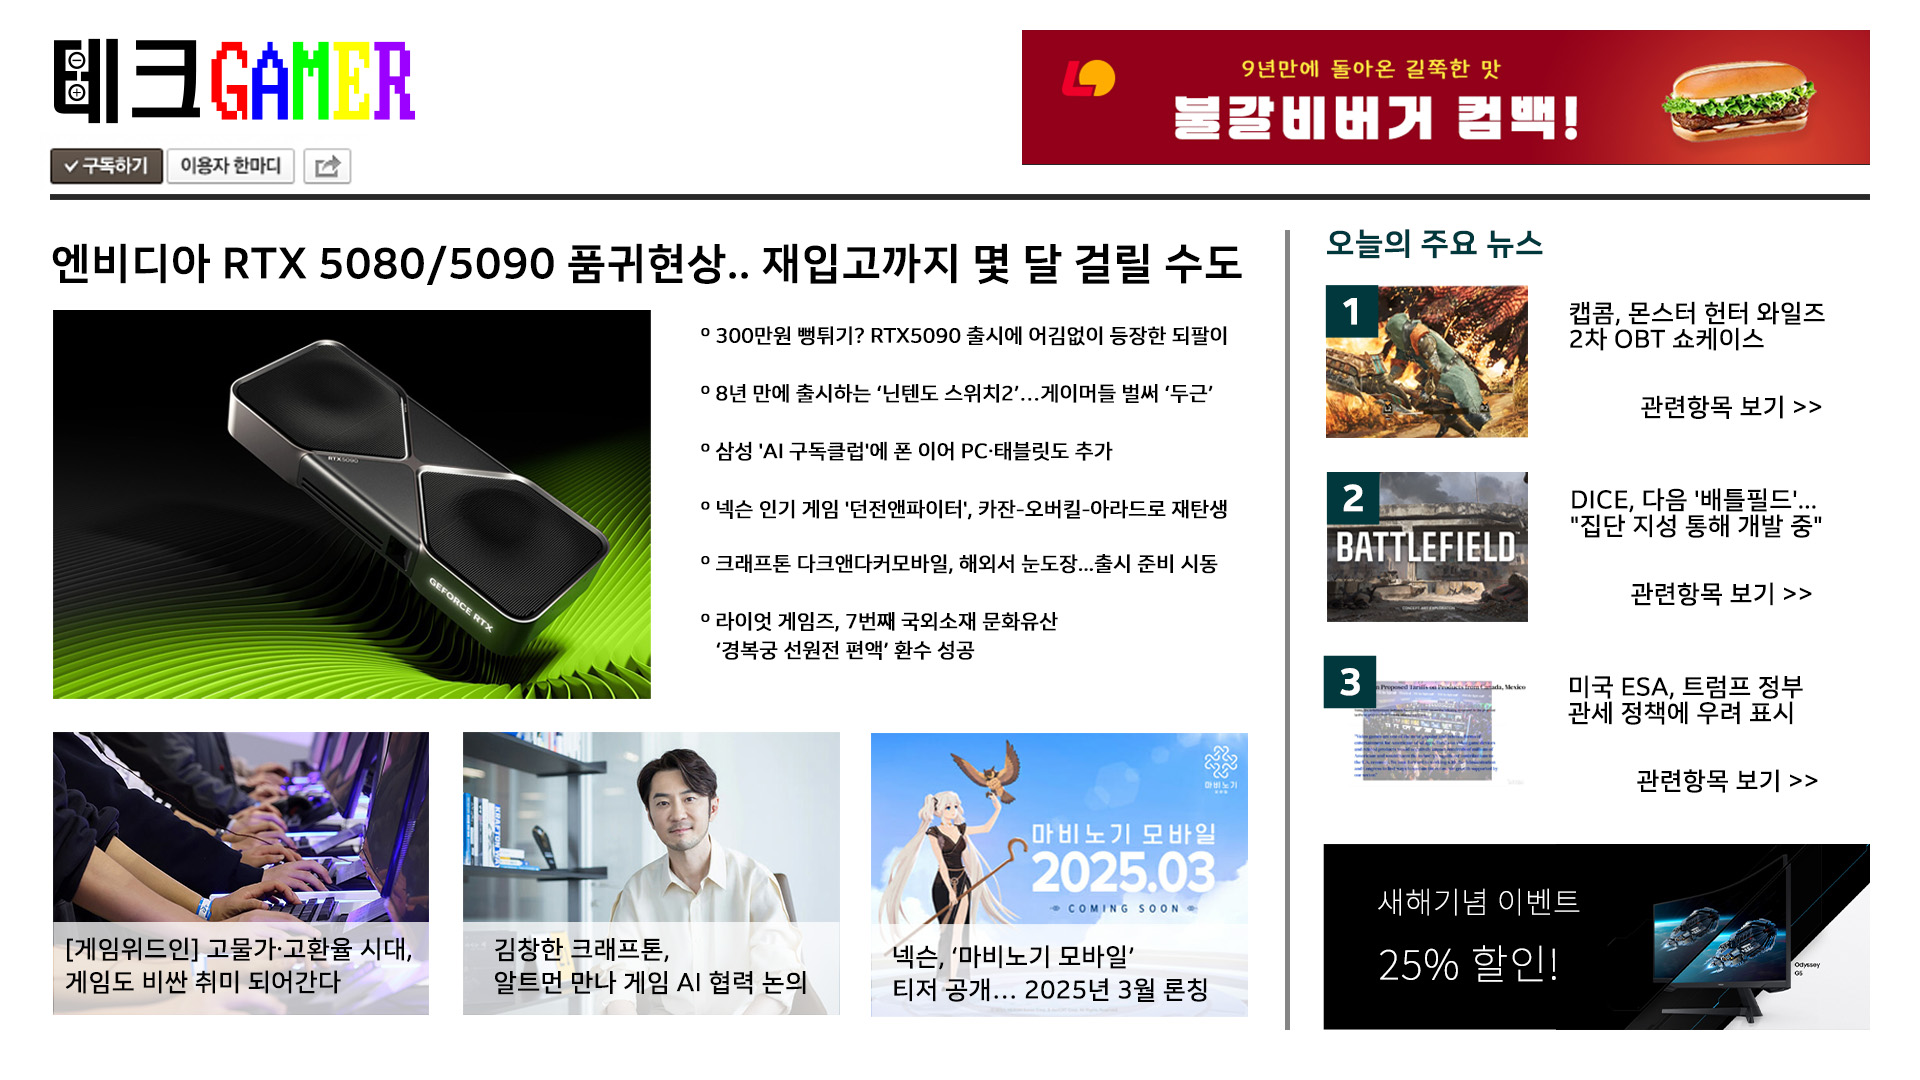 테크GAMER
구독하기
이용자 한마디
9년만에 돌아온 길쭉한 맛
불갈비버거 컴백!
엔비디아 RTX 5080/5090 품귀현상.. 재입고까지 몇 달 걸릴 수도
RTX 5090
GEFORCE RTX
º 300만원 뻥튀기? RTX5090 출시에 어김없이 등장한 되팔이
º 8년 만에 출시하는 ‘닌텐도 스위치2’...게이머들 벌써 ‘두근’
º 삼성 'AI 구독클럽'에 폰 이어 PC·태블릿도 추가
º 넥슨 인기 게임 '던전앤파이터', 카잔-오버킬-아라드로 재탄생
º 크래프톤 다크앤다커모바일, 해외서 눈도장...출시 준비 시동
º 라이엇 게임즈, 7번째 국외소재 문화유산
‘경복궁 선원전 편액’ 환수 성공
[게임위드인] 고물가·고환율 시대,
게임도 비싼 취미 되어간다
KRAFTON
김창한 크래프톤,
알트먼 만나 게임 AI 협력 논의
마비노기
모바일
마비노기 모바일
2025.03
COMING SOON
넥슨, ‘마비노기 모바일’
티저 공개... 2025년 3월 론칭
오늘의 주요 뉴스
1
캡콤, 몬스터 헌터 와일즈
2차 OBT 쇼케이스
관련항목 보기 >>
2
BATTLEFIELD
CONCEPT ART EXPLORATION
DICE, 다음 '배틀필드'...
"집단 지성 통해 개발 중"
관련항목 보기 >>
3
n Proposed Tariffs on Products from Canada, Mexico
미국 ESA, 트럼프 정부
관세 정책에 우려 표시
관련항목 보기 >>
새해기념 이벤트
25% 할인!
Odyssey
G5